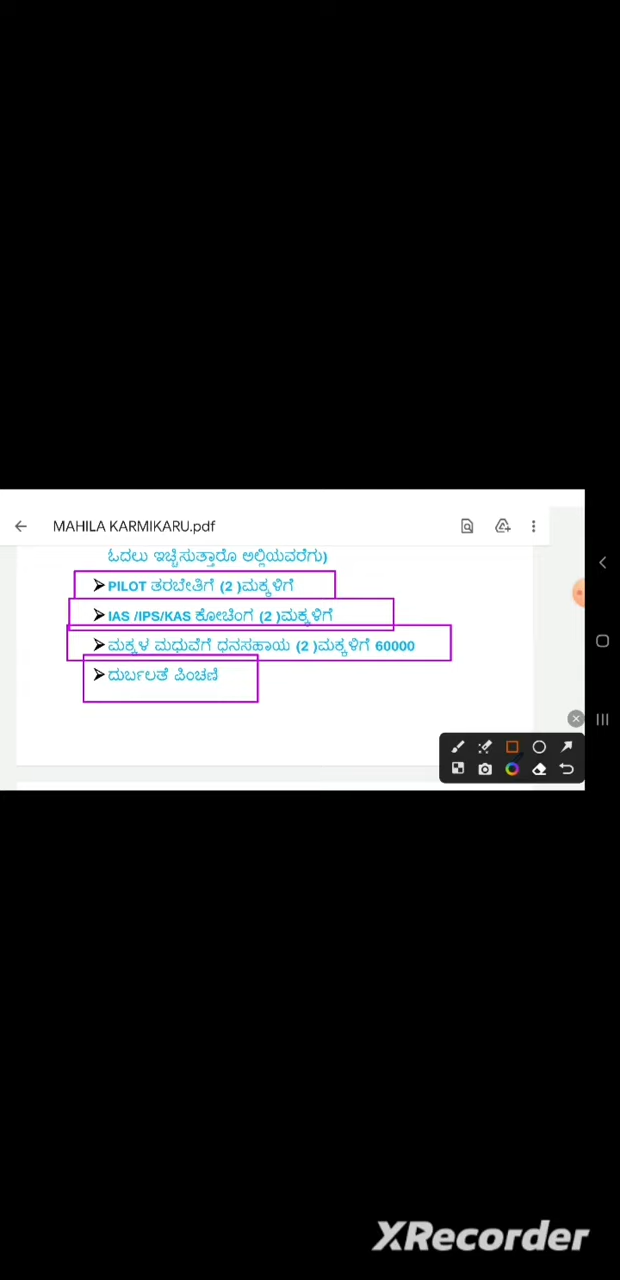 MAHILA KARMIKARU.pdf
ಓದಲು ಇಚ್ಚಿಸುತ್ತಾರೊ ಅಲ್ಲಿಯವರೆಗು)
➤PILOT ತರಬೇತಿಗೆ (2 )ಮಕ್ಕಳಿಗೆ
➤IAS /IPS/KAS ಕೋಚಿಂಗ (2 )ಮಕ್ಕಳಿಗೆ
➤ಮಕ್ಕಳ ಮಧುವೆಗೆ ಧನಸಹಾಯ (2 )ಮಕ್ಕಳಿಗೆ 60000
➤ದುರ್ಬಲತೆ ಪಿಂಚಣಿ
XRecorder